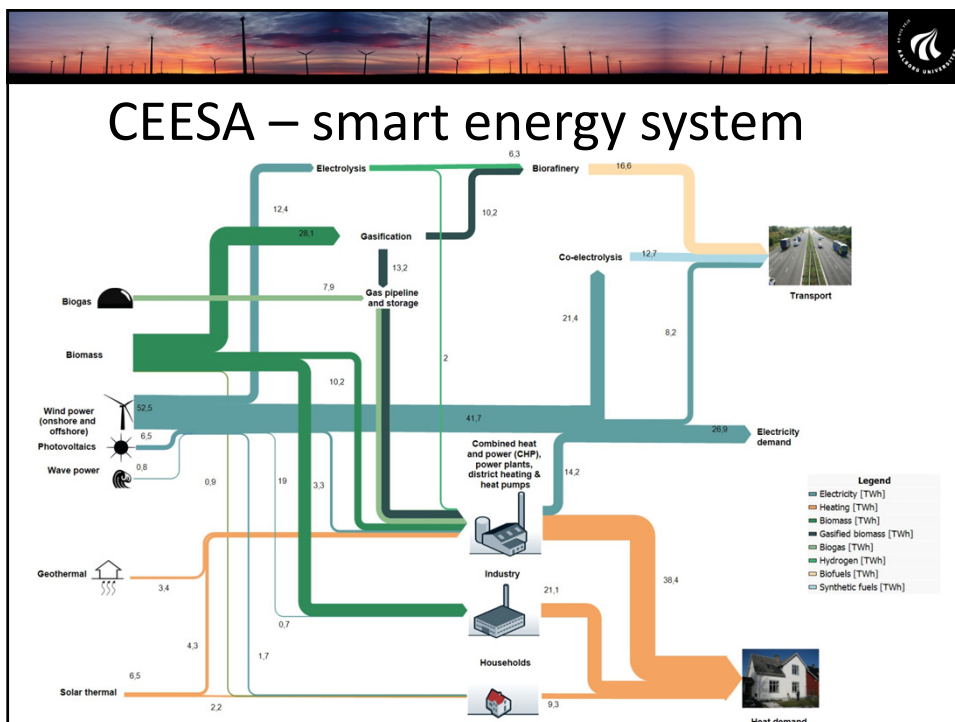 AALBORG UNIVERSITY
CEESA – smart energy system
6,3
Electrolysis
Biorafinery
16,6
12,4
10,2
28,1
Gasification
Co-electrolysis
12,7
13,2
Biogas
7,9
Gas pipeline
and storage
Transport
21,4
8,2
Biomass
2
10,2
Wind power
(onshore and
offshore)
52,5
41,7
26,9
Electricity
demand
Photovoltaics
6,5
Combined heat
and power (CHP),
power plants,
district heating &
heat pumps
14,2
Wave power
0,8
0,9
19
3,3
Legend
Electricity [TWh]
Heating [TWh]
Biomass [TWh]
Gasified biomass [TWh]
Biogas [TWh]
Hydrogen [TWh]
Biofuels [TWh]
Synthetic fuels [TWh]
Geothermal
3,4
Industry
21,1
38,4
0,7
4,3
1,7
Households
6,5
Solar thermal
2,2
9,3
Heat demand